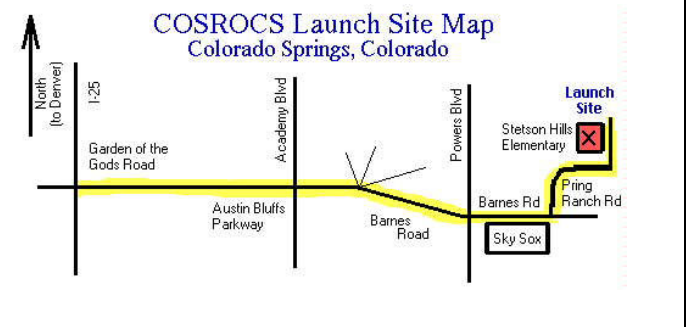 COSROCS Launch Site Map
Colorado Springs, Colorado
North
(to Denver)
I-25
Academy Blvd
Powers Blvd
Launch
Site
Stetson Hills
Elementary
X
Garden of the
Gods Road
Austin Bluffs
Parkway
Barnes
Road
Barnes Rd
Pring
Ranch Rd
Sky Sox